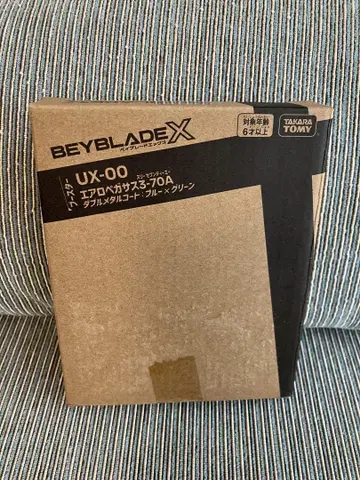 BEYBLADE X
ベイブレードエックス
対象年齢
6才以上
TAKARA
TOMY
ブースター
UX-00
エアロペガサス3-70A
ダブルメタルコート：ブルー×グリーン